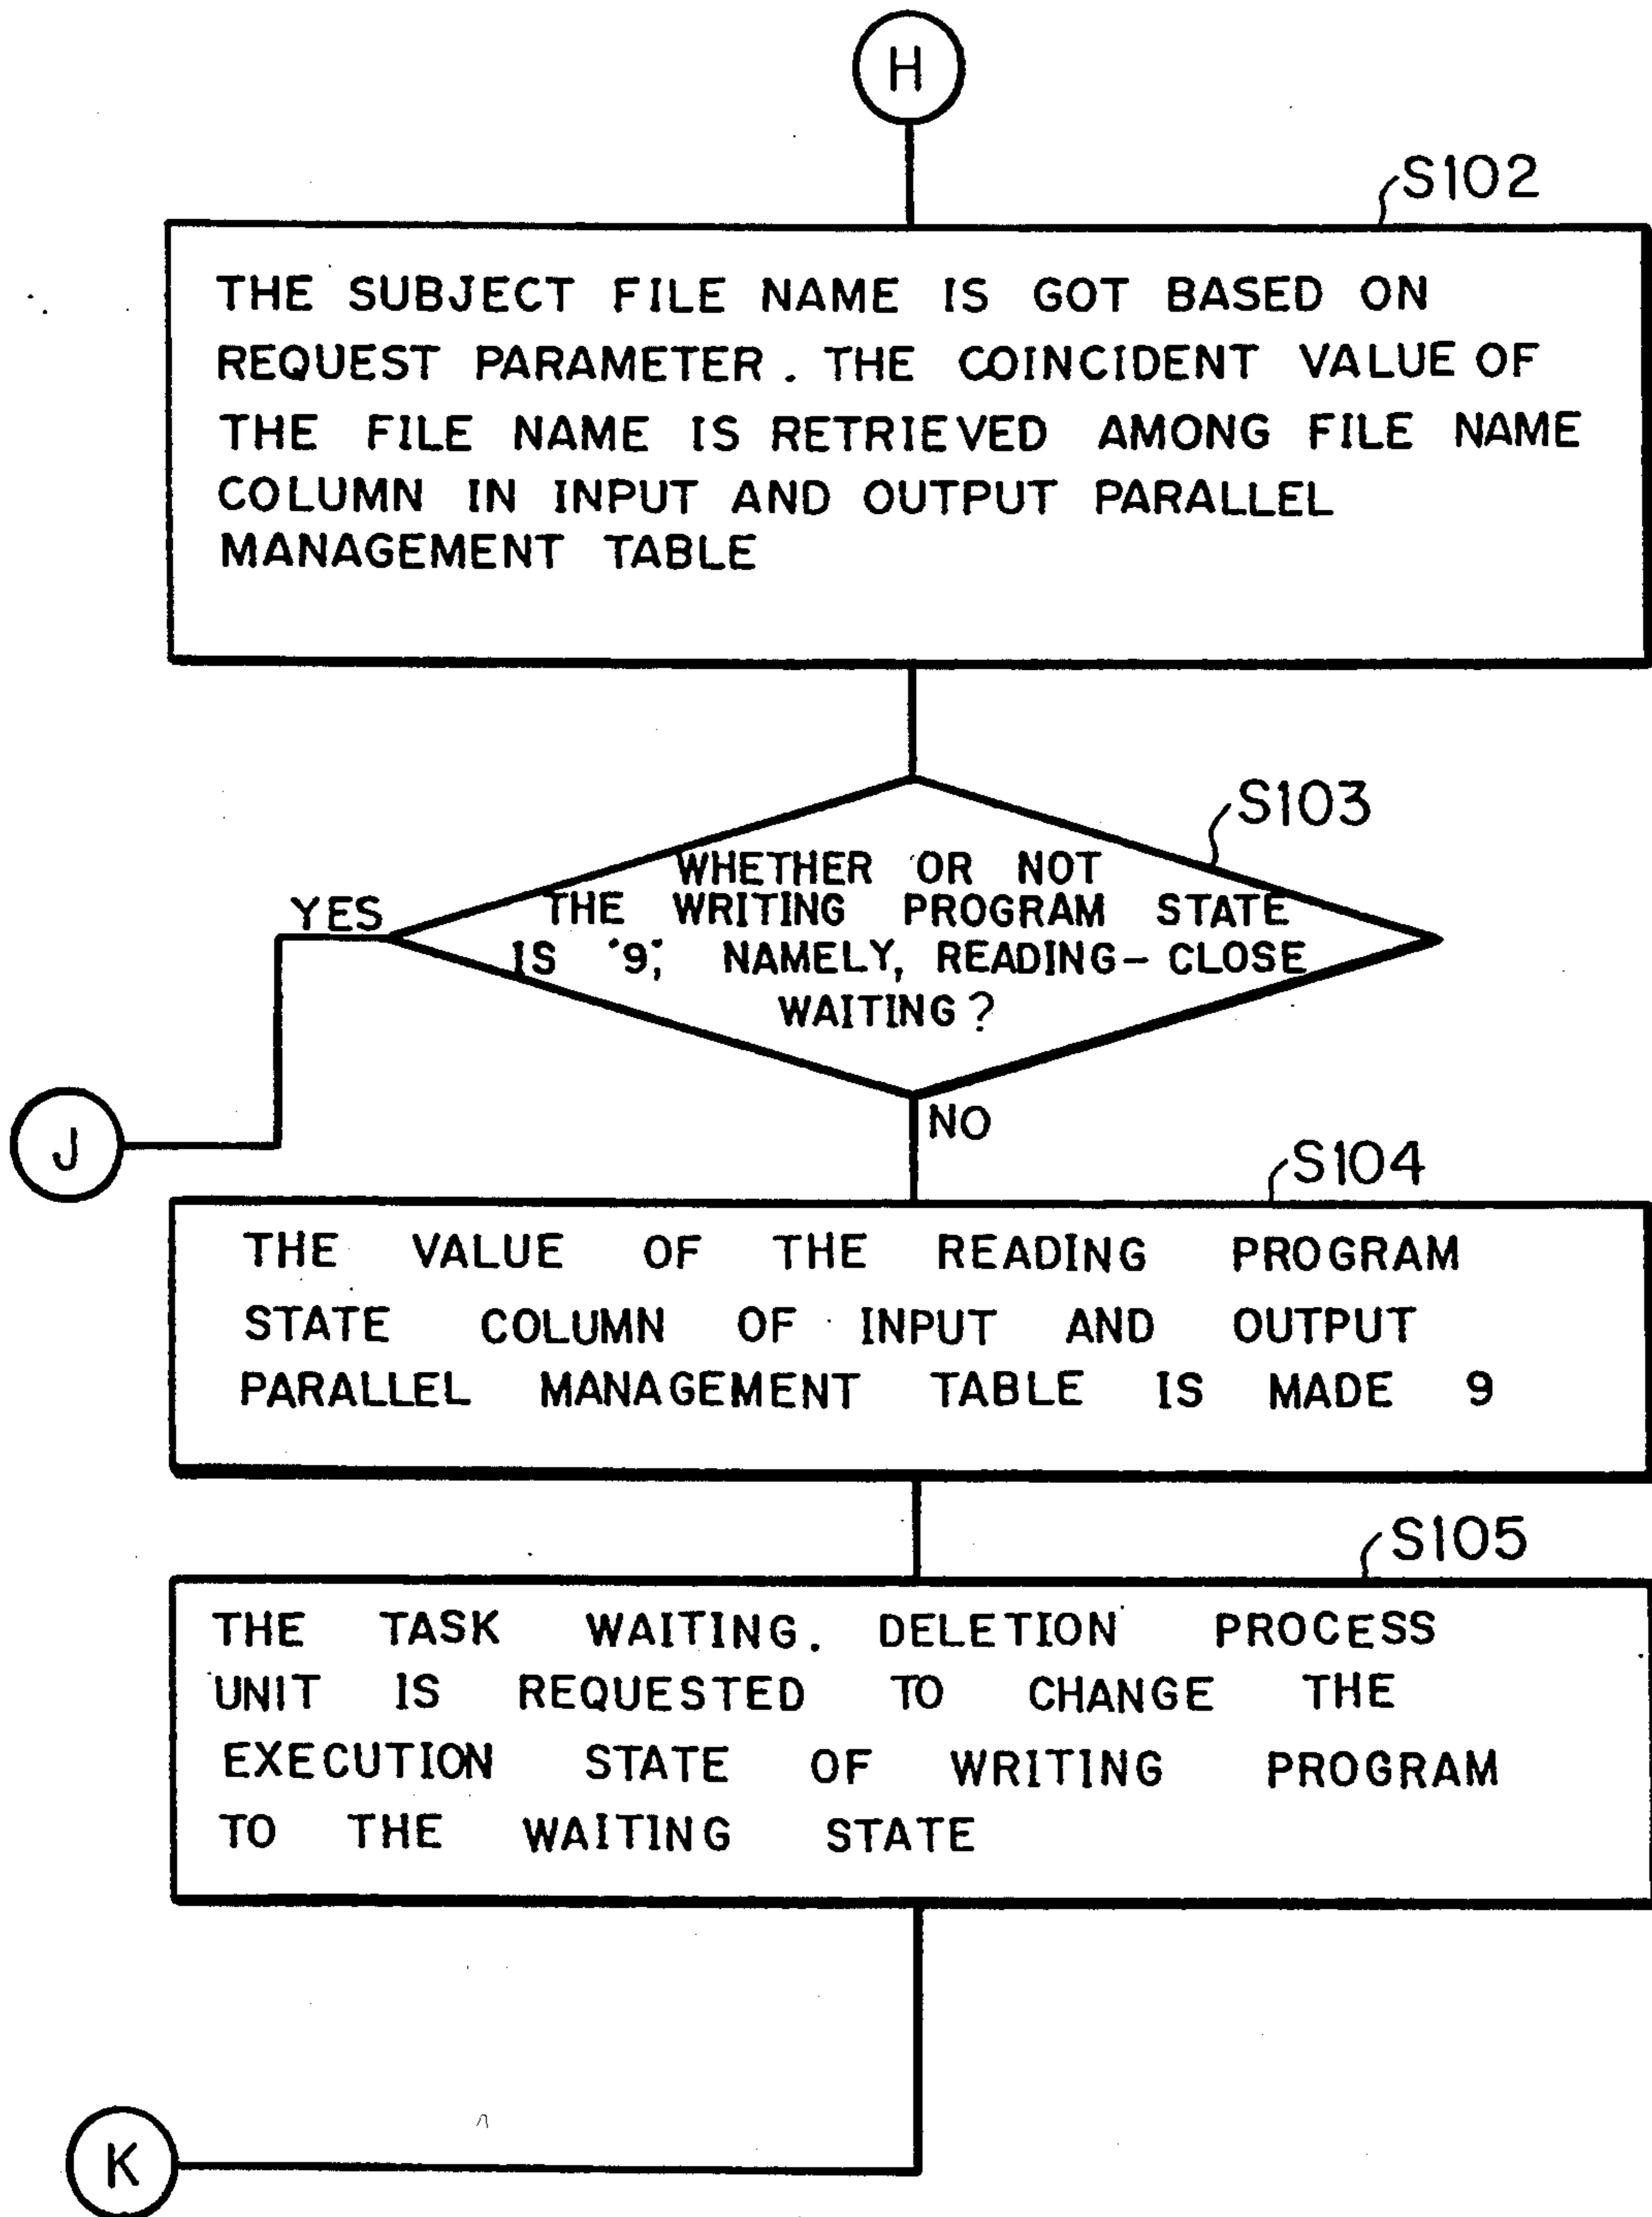 H
S102
THE SUBJECT FILE NAME IS GOT BASED ON
REQUEST PARAMETER. THE COINCIDENT VALUE OF
THE FILE NAME IS RETRIEVED AMONG FILE NAME
COLUMN IN INPUT AND OUTPUT PARALLEL
MANAGEMENT TABLE
S103
WHETHER OR NOT
THE WRITING PROGRAM STATE
IS '9', NAMELY, READING-CLOSE
WAITING?
YES
NO
J
S104
THE VALUE OF THE READING PROGRAM
STATE COLUMN OF INPUT AND OUTPUT
PARALLEL MANAGEMENT TABLE IS MADE 9
S105
THE TASK WAITING. DELETION PROCESS
UNIT IS REQUESTED TO CHANGE THE
EXECUTION STATE OF WRITING PROGRAM
TO THE WAITING STATE
K